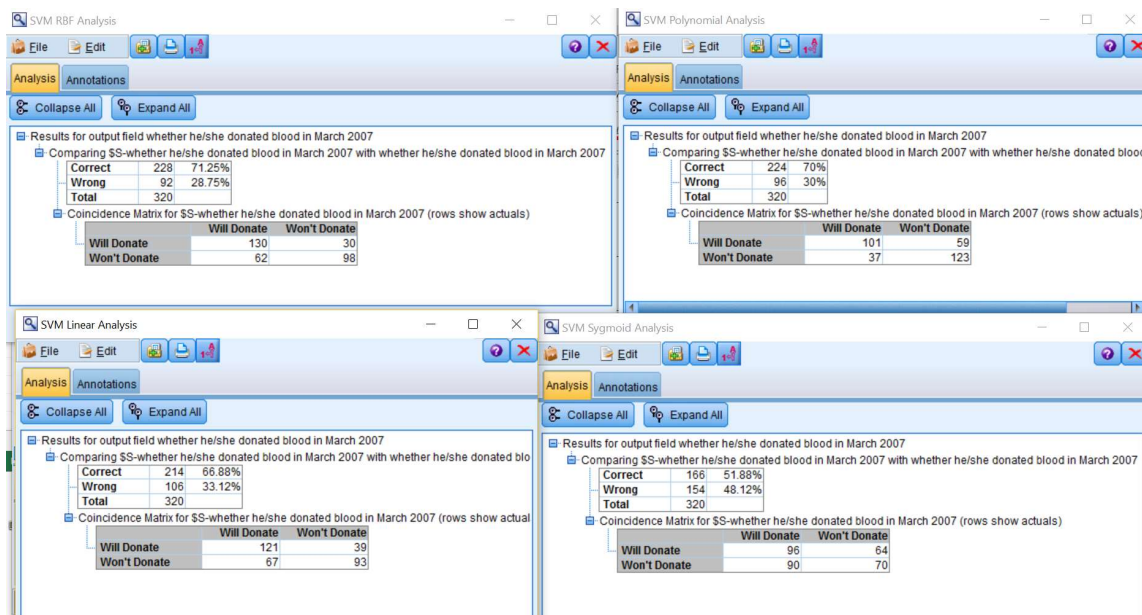 SVM RBF Analysis
File Edit
Analysis Annotations
Collapse All Expand All
Results for output field whether he/she donated blood in March 2007
Comparing $S-whether he/she donated blood in March 2007 with whether he/she donated blood in March 2007
Correct 228 71.25%
Wrong 92 28.75%
Total 320
Coincidence Matrix for $S-whether he/she donated blood in March 2007 (rows show actuals)
Will Donate Won't Donate
Will Donate 130 30
Won't Donate 62 98
SVM Polynomial Analysis
File Edit
Analysis Annotations
Collapse All Expand All
Results for output field whether he/she donated blood in March 2007
Comparing $S-whether he/she donated blood in March 2007 with whether he/she donated blood
Correct 224 70%
Wrong 96 30%
Total 320
Coincidence Matrix for $S-whether he/she donated blood in March 2007 (rows show actuals)
Will Donate Won't Donate
Will Donate 101 59
Won't Donate 37 123
SVM Linear Analysis
File Edit
Analysis Annotations
Collapse All Expand All
Results for output field whether he/she donated blood in March 2007
Comparing $S-whether he/she donated blood in March 2007 with whether he/she donated blo
Correct 214 66.88%
Wrong 106 33.12%
Total 320
Coincidence Matrix for $S-whether he/she donated blood in March 2007 (rows show actual
Will Donate Won't Donate
Will Donate 121 39
Won't Donate 67 93
SVM Sygmoid Analysis
File Edit
Analysis Annotations
Collapse All Expand All
Results for output field whether he/she donated blood in March 2007
Comparing $S-whether he/she donated blood in March 2007 with whether he/she donated blood in March 2007
Correct 166 51.88%
Wrong 154 48.12%
Total 320
Coincidence Matrix for $S-whether he/she donated blood in March 2007 (rows show actuals)
Will Donate Won't Donate
Will Donate 96 64
Won't Donate 90 70